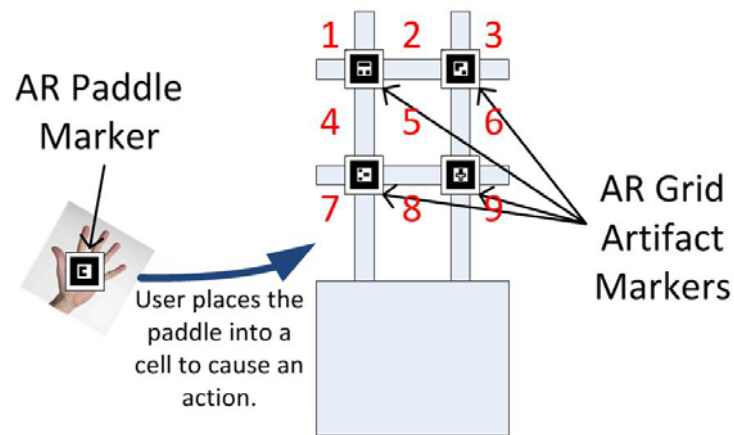 1 2 3
AR Paddle
Marker
4 5 6
7 8 9
AR Grid
Artifact
Markers
User places the
paddle into a
cell to cause an
action.